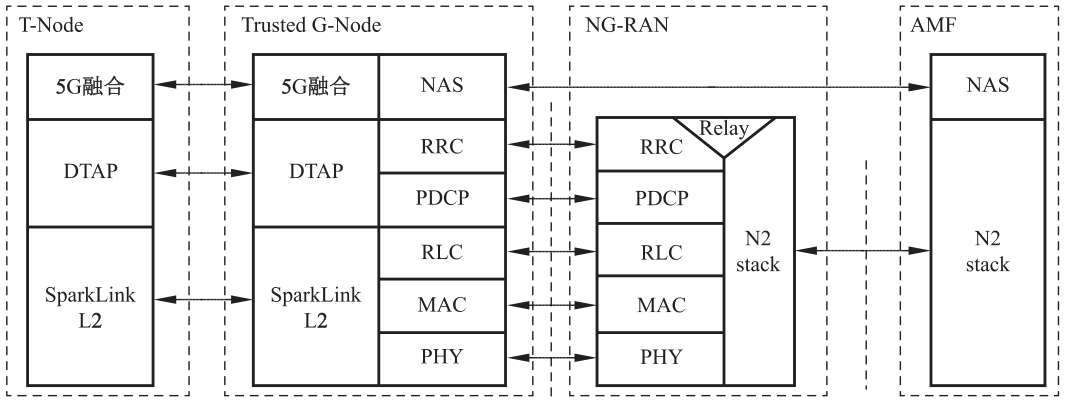 T-Node
5G融合
DTAP
SparkLink
L2
Trusted G-Node
5G融合
DTAP
SparkLink
L2
NAS
RRC
PDCP
RLC
MAC
PHY
NG-RAN
Relay
RRC
PDCP
RLC
MAC
PHY
N2
stack
AMF
NAS
N2
stack